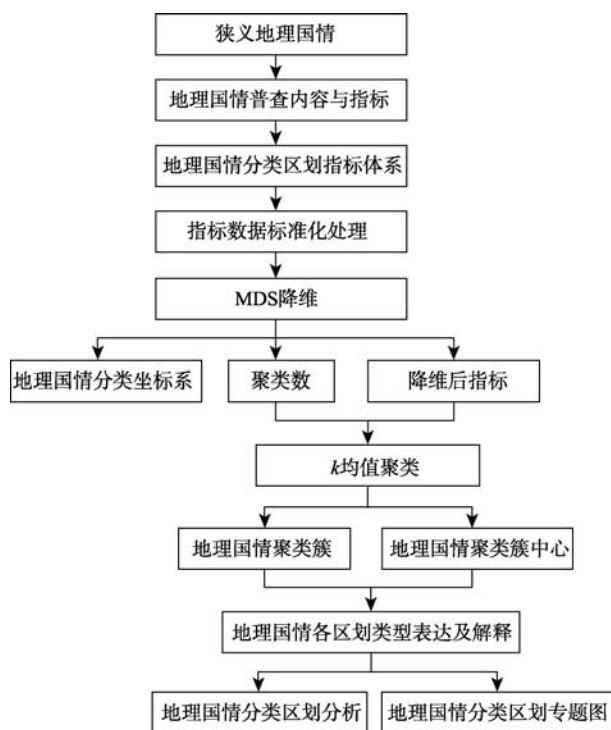 狭义地理国情
地理国情普查内容与指标
地理国情分类区划指标体系
指标数据标准化处理
MDS降维
地理国情分类坐标系
聚类数
降维后指标
k均值聚类
地理国情聚类簇
地理国情聚类簇中心
地理国情各区划类型表达及解释
地理国情分类区划分析
地理国情分类区划专题图